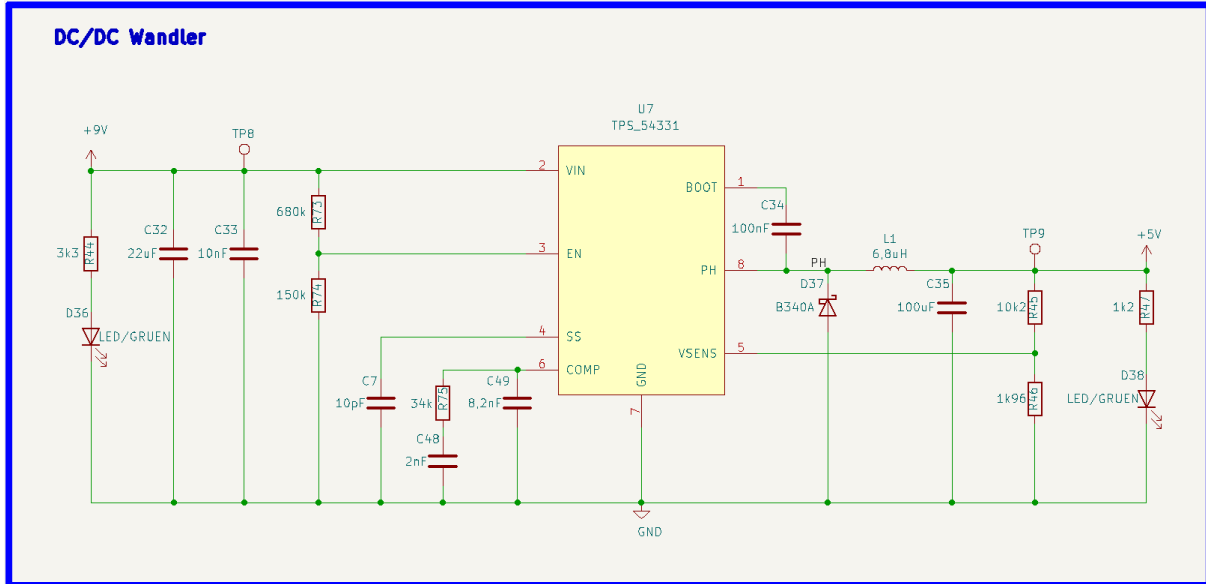 DC/DC Wandler
U7
TPS_54331
+9V
TP8
2
VIN
BOOT
1
680k
R73
C34
100nF
3k3
R44
C32
22uF
C33
10nF
3
EN
TP9
+5V
L1
6,8uH
PH
8
PH
150k
R74
D37
B340A
C35
100uF
10k2
R45
1k2
R47
D36
LED/GRUEN
4
SS
VSENS
5
6
COMP
GND
7
C7
10pF
34k
R75
C49
8,2nF
D38
LED/GRUEN
1k96
R46
C48
2nF
GND